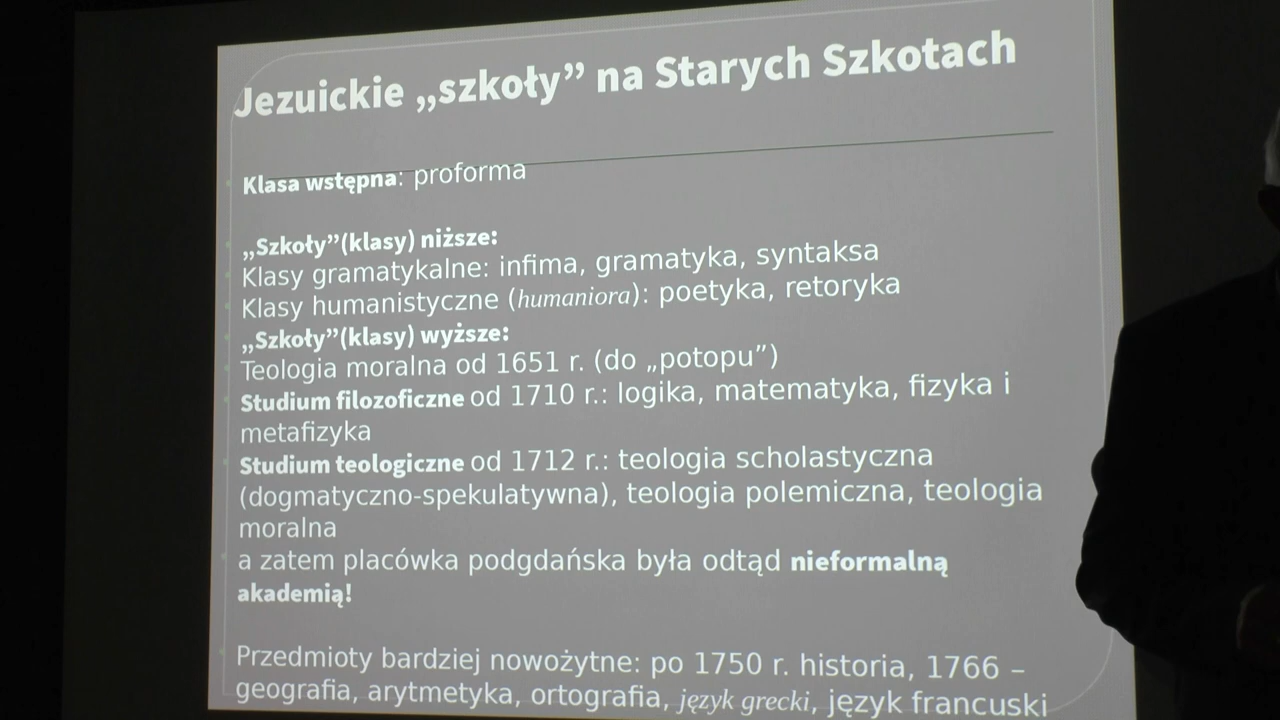 Jezuickie „szkoły” na Starych Szkotach
Klasa wstępna: proforma
„Szkoły”(klasy) niższe:
Klasy gramatykalne: infima, gramatyka, syntaksa
Klasy humanistyczne (humaniora): poetyka, retoryka
„Szkoły”(klasy) wyższe:
Teologia moralna od 1651 r. (do „potopu”)
Studium filozoficzne od 1710 r.: logika, matematyka, fizyka i
metafizyka
Studium teologiczne od 1712 r.: teologia scholastyczna
(dogmatyczno-spekulatywna), teologia polemiczna, teologia
moralna
a zatem placówka podgdańska była odtąd nieformalną
akademią!
Przedmioty bardziej nowożytne: po 1750 r. historia, 1766 –
geografia, arytmetyka, ortografia, język grecki, język francuski